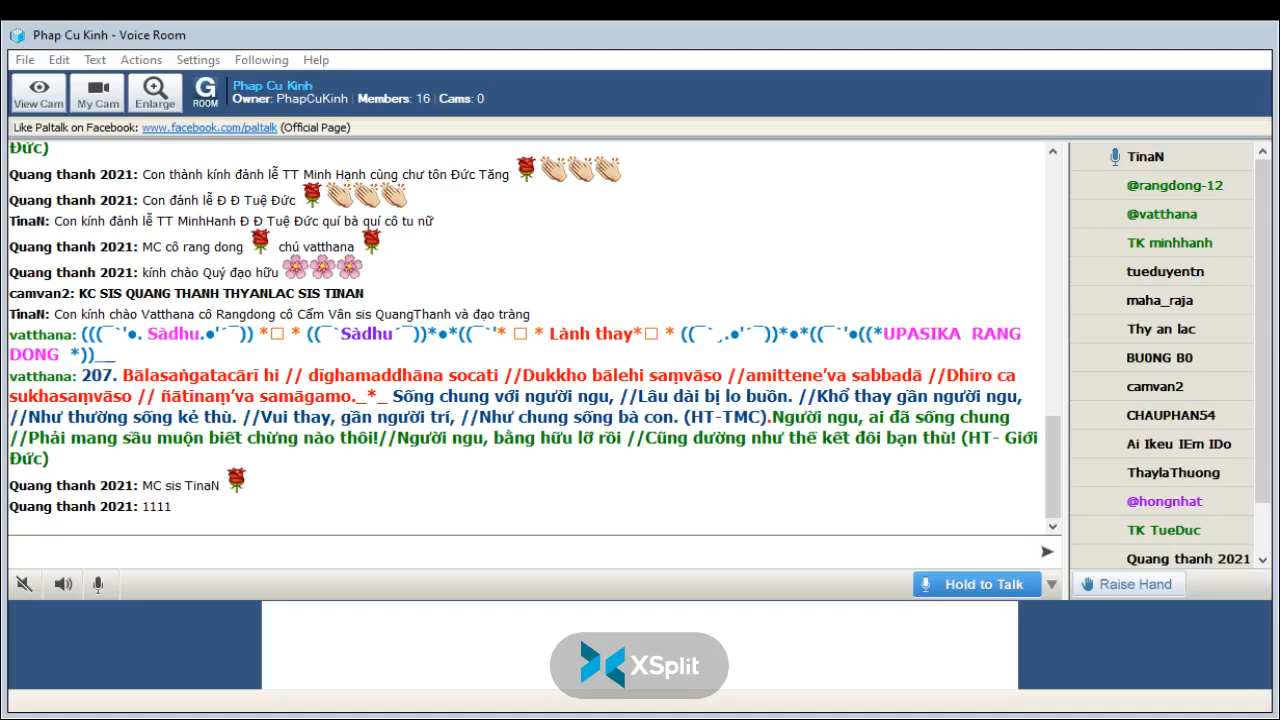 Phap Cu Kinh - Voice Room
File Edit Text Actions Settings Following Help
View Cam My Cam Enlarge G ROOM
Phap Cu Kinh
Owner: PhapCuKinh | Members: 16 | Cams: 0
Like Paltalk on Facebook: www.facebook.com/paltalk (Official Page)
Đức)
Quang thanh 2021: Con thành kính đảnh lễ TT Minh Hạnh cùng chư tôn Đức Tăng
Quang thanh 2021: Con đảnh lễ Đ Đ Tuệ Đức
TinaN: Con kính đảnh lễ TT MinhHanh Đ Đ Tuệ Đức quí bà quí cô tu nữ
Quang thanh 2021: MC cô rang dong chú vatthana
Quang thanh 2021: kính chào Quý đạo hữu
camvan2: KC SIS QUANG THANH THYANLAC SIS TINAN
TinaN: Con kính chào Vatthana cô Rangdong cô Cẩm Vân sis QuangThanh và đạo tràng
vatthana: (((¯`'●. Sàdhu.●'´¯)) *□ * ((¯`Sàdhu´¯))*●*((¯`'* □ * Lành thay*□ * ((¯`¸.●'´¯))*●*((¯`'●((*UPASIKA RANG
DONG *))__
vatthana: 207. Bālasaṅgatacārī hi // dīghamaddhāna socati //Dukkho bālehi saṃvāso //amittene’va sabbadā //Dhīro ca
sukhasaṃvāso // ñātīnaṃ’va samāgamo._*_ Sống chung với người ngu, //Lâu dài bị lo buồn. //Khổ thay gần người ngu,
//Như thường sống kẻ thù. //Vui thay, gần người trí, //Như chung sống bà con. (HT-TMC).Người ngu, ai đã sống chung
//Phải mang sầu muộn biết chừng nào thôi!//Người ngu, bằng hữu lỡ rồi //Cũng dường như thế kết đôi bạn thù! (HT- Giới
Đức)
Quang thanh 2021: MC sis TinaN
Quang thanh 2021: 1111
TinaN
@rangdong-12
@vatthana
TK minhhanh
tueduyentn
maha_raja
Thy an lac
BU0NG B0
camvan2
CHAUPHAN54
Ai lkeu lEm lDo
ThaylaThuong
@hongnhat
TK TueDuc
Quang thanh 2021
Hold to Talk
Raise Hand
XSplit